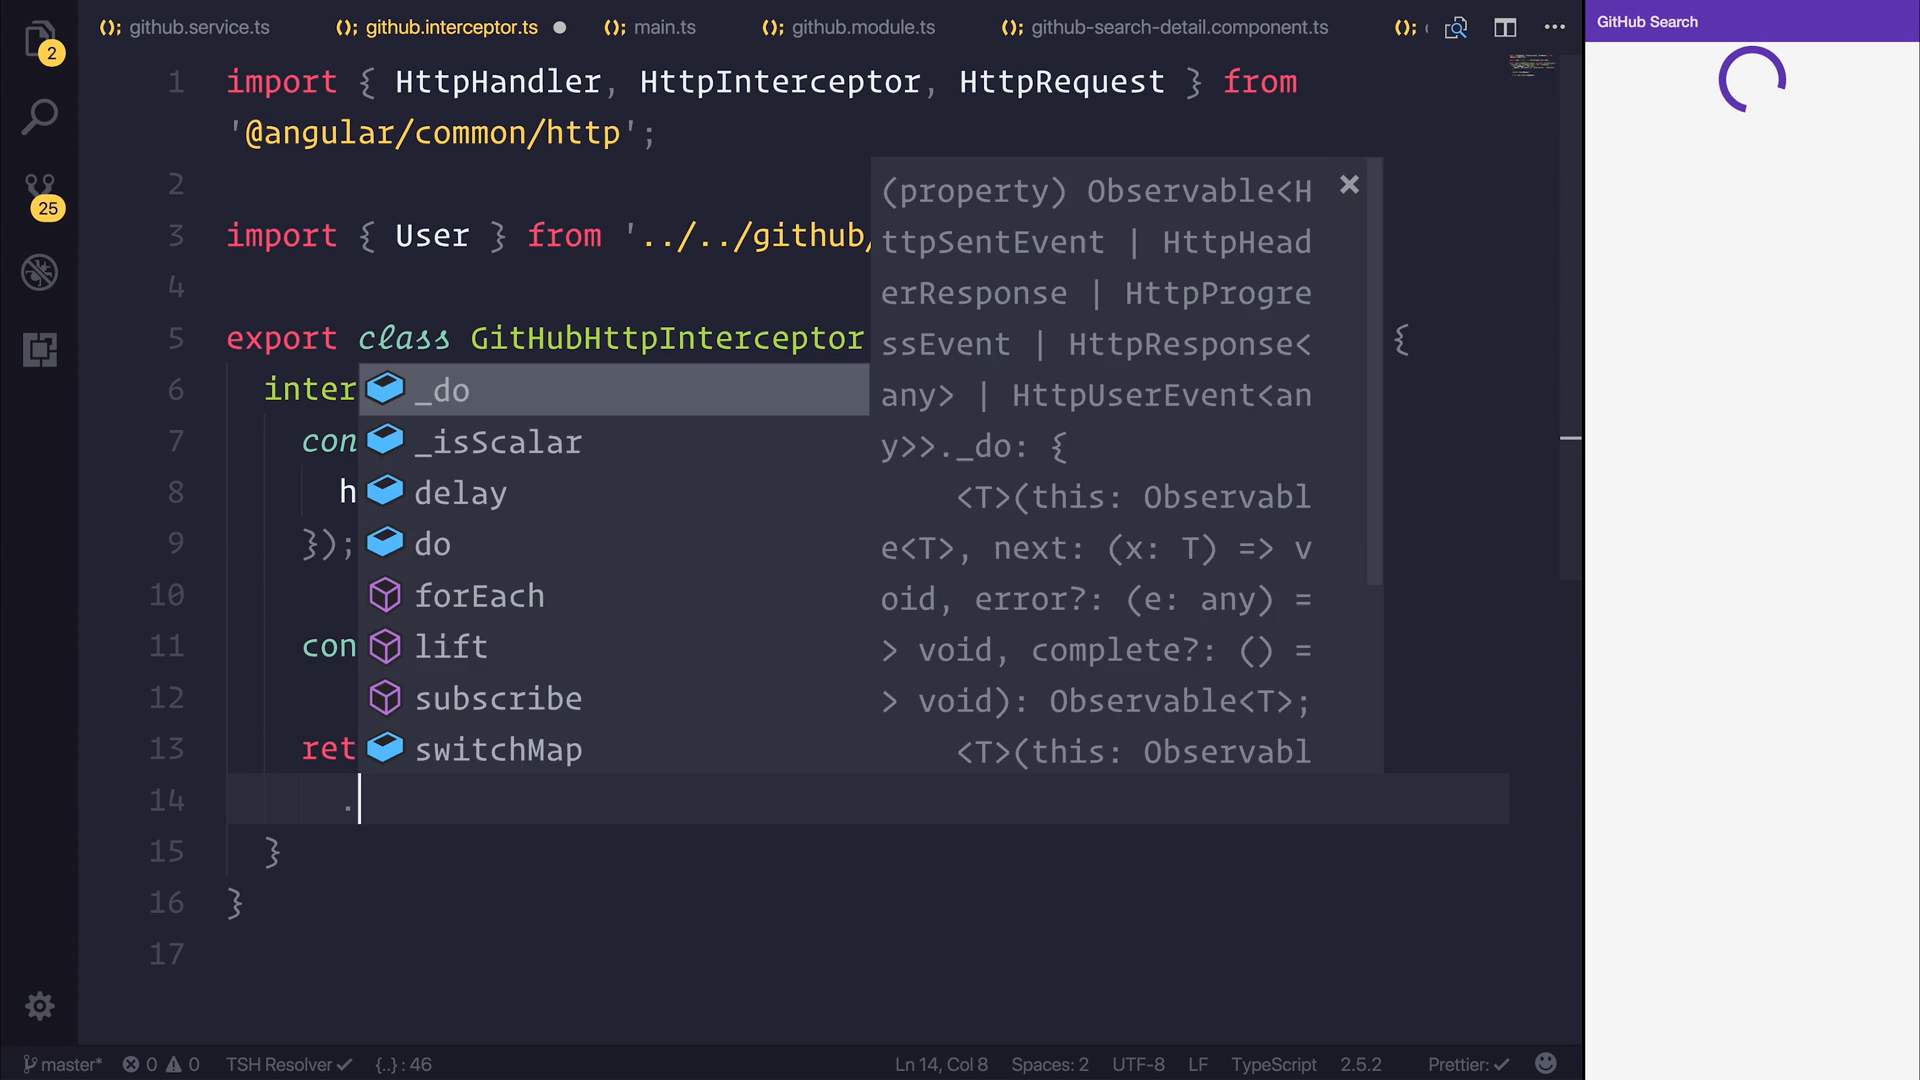 github.service.ts github.interceptor.ts main.ts github.module.ts github-search-detail.component.ts
GitHub Search
2
25
1 import { HttpHandler, HttpInterceptor, HttpRequest } from
'@angular/common/http';
2
3 import { User } from '../../github/
4
5 export class GitHubHttpInterceptor {
6 inter
7 con
8 h
9 });
10
11 con
12
13 ret
14 .
15 }
16 }
17
_do
_isScalar
delay
do
forEach
lift
subscribe
switchMap
(property) Observable<H
ttpSentEvent | HttpHead
erResponse | HttpProgre
ssEvent | HttpResponse<
any> | HttpUserEvent<an
y>>._do: {
<T>(this: Observabl
e<T>, next: (x: T) => v
oid, error?: (e: any) =
> void, complete?: () =
> void): Observable<T>;
<T>(this: Observabl
master* 0 0 TSH Resolver {..} : 46 Ln 14, Col 8 Spaces: 2 UTF-8 LF TypeScript 2.5.2 Prettier: